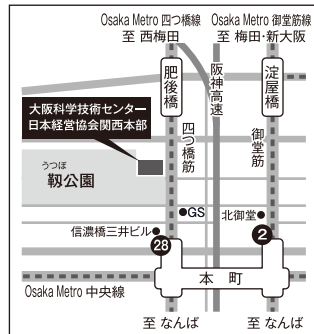 Osaka Metro 四つ橋線
至 西梅田
Osaka Metro 御堂筋線
至 梅田・新大阪
肥後橋
阪神高速
淀屋橋
大阪科学技術センター
日本経営協会関西本部
四つ橋筋
御堂筋
うつぼ
靱公園
GS
北御堂
信濃橋三井ビル
28
2
本町
Osaka Metro 中央線
至 なんば
至 なんば